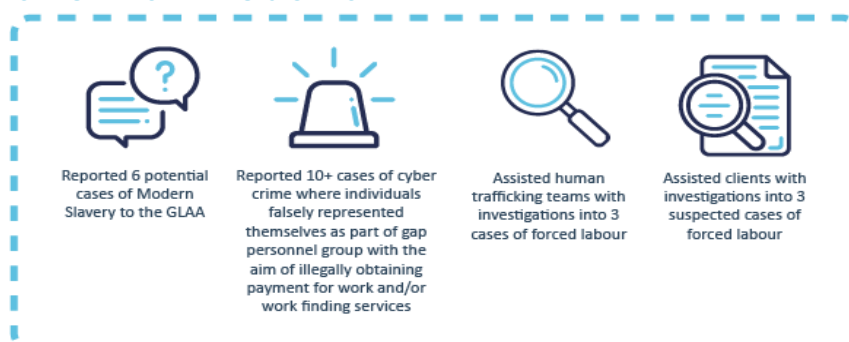 ?
Reported 6 potential
cases of Modern
Slavery to the GLAA
Reported 10+ cases of cyber
crime where individuals
falsely represented
themselves as part of gap
personnel group with the
aim of illegally obtaining
payment for work and/or
work finding services
Assisted human
trafficking teams with
investigations into 3
cases of forced labour
Assisted clients with
investigations into 3
suspected cases of
forced labour